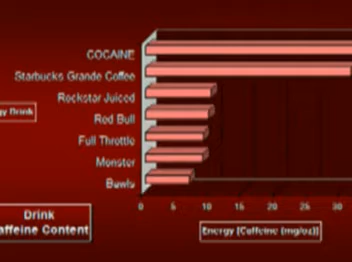 COCAINE
Starbucks Grande Coffee
Rockstar Juiced
Red Bull
gy Drink
Full Throttle
Monster
Bawls
0 5 10 15 20 25 30
Drink
affeine Content
Energy [Caffeine (mg/oz)]